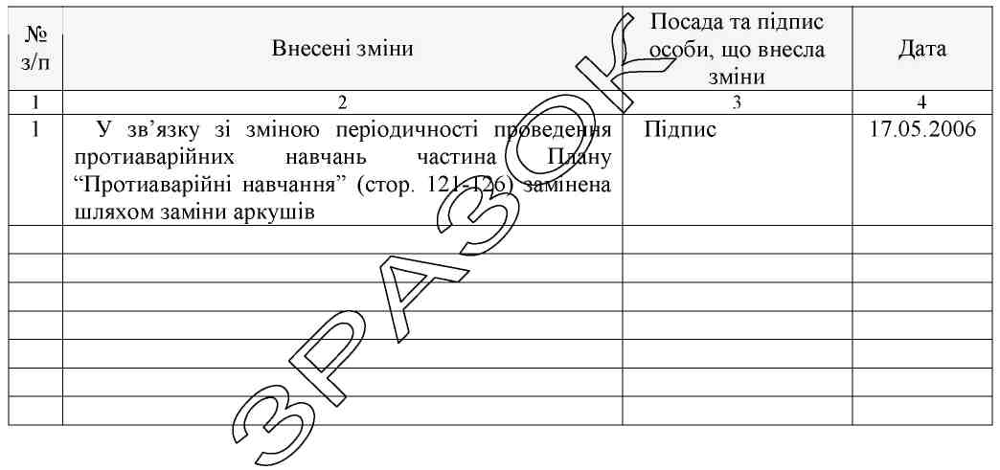 №
з/п
Внесені зміни
Посада та підпис
особи, що внесла
зміни
Дата
1
2
3
4
1
У зв’язку зі зміною періодичності проведення
протиаварійних навчань частина Плану
“Протиаварійні навчання” (стор. 121-126) замінена
шляхом заміни аркушів
Підпис
17.05.2006
ЗРАЗОК